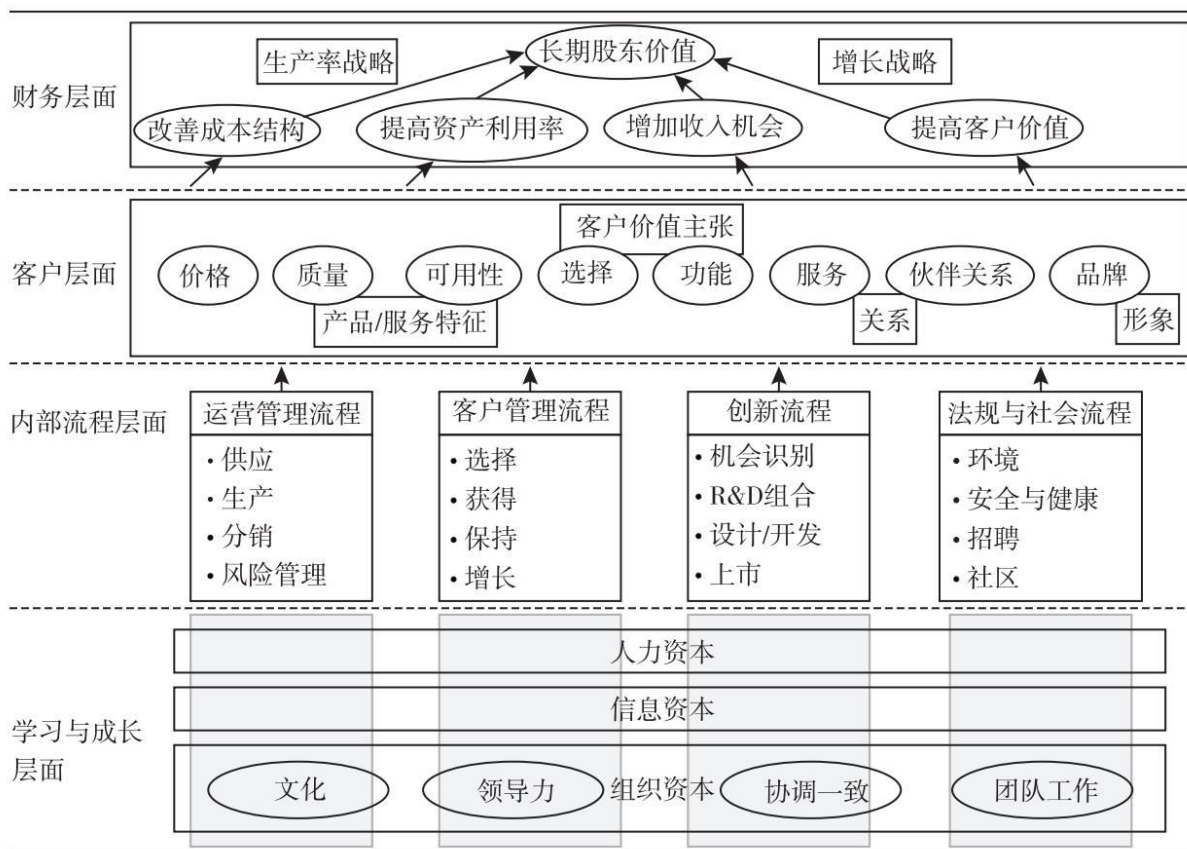 长期股东价值
生产率战略
增长战略
财务层面
改善成本结构
提高资产利用率
增加收入机会
提高客户价值
客户价值主张
客户层面
价格
质量
可用性
选择
功能
服务
伙伴关系
品牌
产品/服务特征
关系
形象
内部流程层面
运营管理流程
· 供应
· 生产
· 分销
· 风险管理
客户管理流程
· 选择
· 获得
· 保持
· 增长
创新流程
· 机会识别
· R&D组合
· 设计/开发
· 上市
法规与社会流程
· 环境
· 安全与健康
· 招聘
· 社区
学习与成长
层面
人力资本
信息资本
文化
领导力
组织资本
协调一致
团队工作